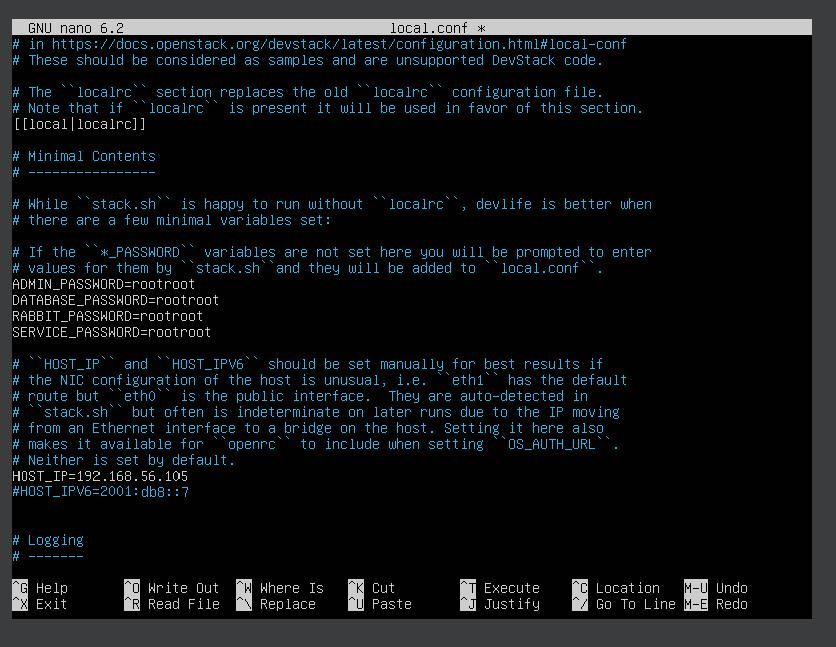 GNU nano 6.2 local.conf *
# in https://docs.openstack.org/devstack/latest/configuration.html#local-conf
# These should be considered as samples and are unsupported DevStack code.
# The ``localrc`` section replaces the old ``localrc`` configuration file.
# Note that if ``localrc`` is present it will be used in favor of this section.
[[local|localrc]]
# Minimal Contents
# ----------------
# While ``stack.sh`` is happy to run without ``localrc``, devlife is better when
# there are a few minimal variables set:
# If the ``*_PASSWORD`` variables are not set here you will be prompted to enter
# values for them by ``stack.sh``and they will be added to ``local.conf``.
ADMIN_PASSWORD=rootroot
DATABASE_PASSWORD=rootroot
RABBIT_PASSWORD=rootroot
SERVICE_PASSWORD=rootroot
# ``HOST_IP`` and ``HOST_IPV6`` should be set manually for best results if
# the NIC configuration of the host is unusual, i.e. ``eth1`` has the default
# route but ``eth0`` is the public interface.  They are auto-detected in
# ``stack.sh`` but often is indeterminate on later runs due to the IP moving
# from an Ethernet interface to a bridge on the host. Setting it here also
# makes it available for ``openrc`` to include when setting ``OS_AUTH_URL``.
# Neither is set by default.
HOST_IP=192.168.56.105
#HOST_IPV6=2001:db8::7
# Logging
# -------
^G Help ^O Write Out ^W Where Is ^K Cut ^T Execute ^C Location M-U Undo
^X Exit ^R Read File ^\ Replace ^U Paste ^J Justify ^/ Go To Line M-E Redo